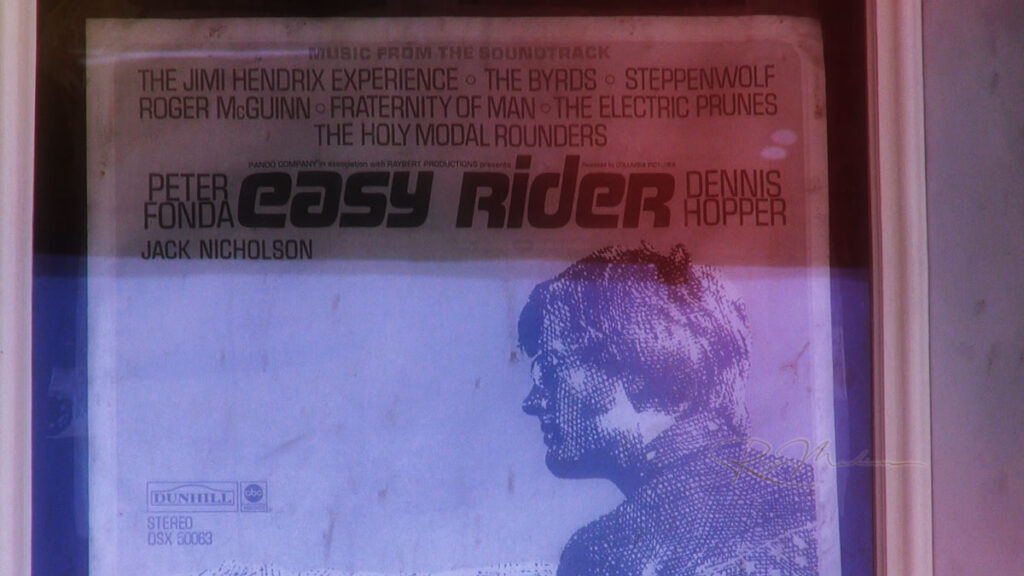 MUSIC FROM THE SOUNDTRACK
THE JIMI HENDRIX EXPERIENCE ◦ THE BYRDS ◦ STEPPENWOLF
ROGER McGUINN ◦ FRATERNITY OF MAN ◦ THE ELECTRIC PRUNES
THE HOLY MODAL ROUNDERS
PANDO COMPANY in association with RAYBERT PRODUCTIONS presents
Released by COLUMBIA PICTURES
PETER FONDA
easy Rider
DENNIS HOPPER
JACK NICHOLSON
DUNHILL abc
STEREO
DSX 50063